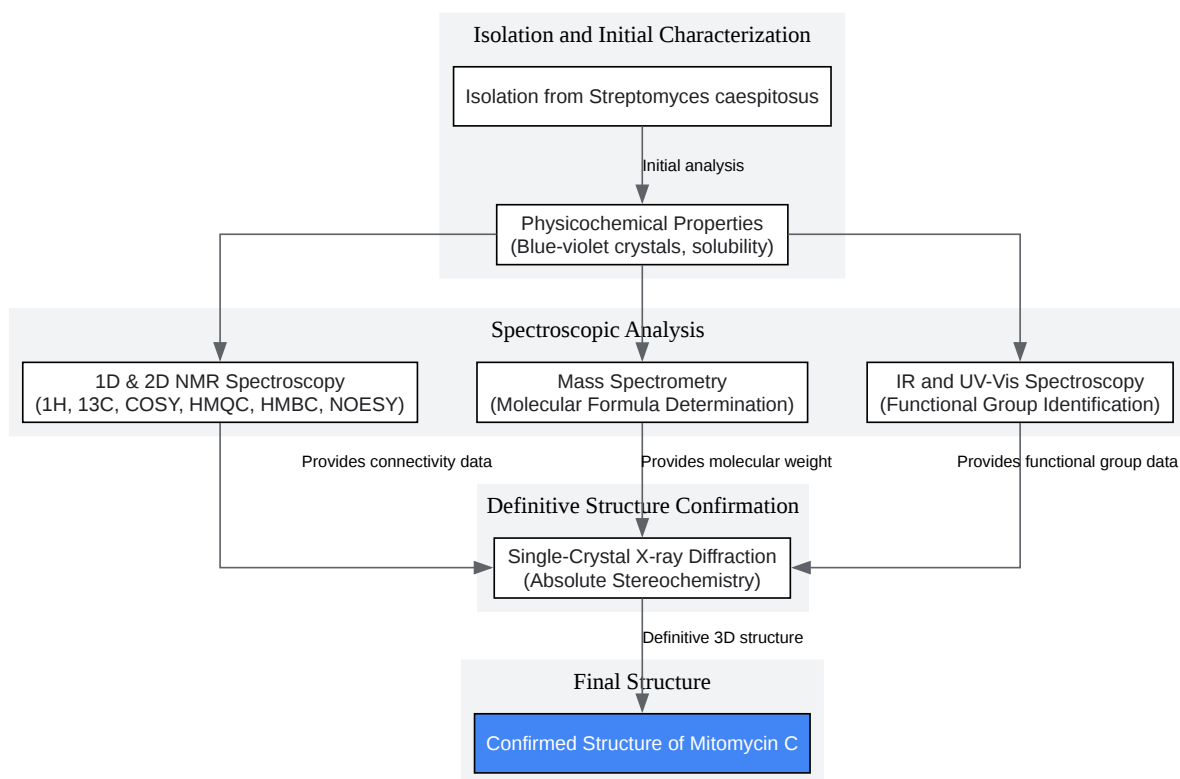 Isolation and Initial Characterization
Isolation from Streptomyces caespitosus
Initial analysis
Physicochemical Properties
(Blue-violet crystals, solubility)
Spectroscopic Analysis
1D & 2D NMR Spectroscopy
(1H, 13C, COSY, HMQC, HMBC, NOESY)
Mass Spectrometry
(Molecular Formula Determination)
IR and UV-Vis Spectroscopy
(Functional Group Identification)
Provides connectivity data
Provides molecular weight
Provides functional group data
Definitive Structure Confirmation
Single-Crystal X-ray Diffraction
(Absolute Stereochemistry)
Definitive 3D structure
Final Structure
Confirmed Structure of Mitomycin C